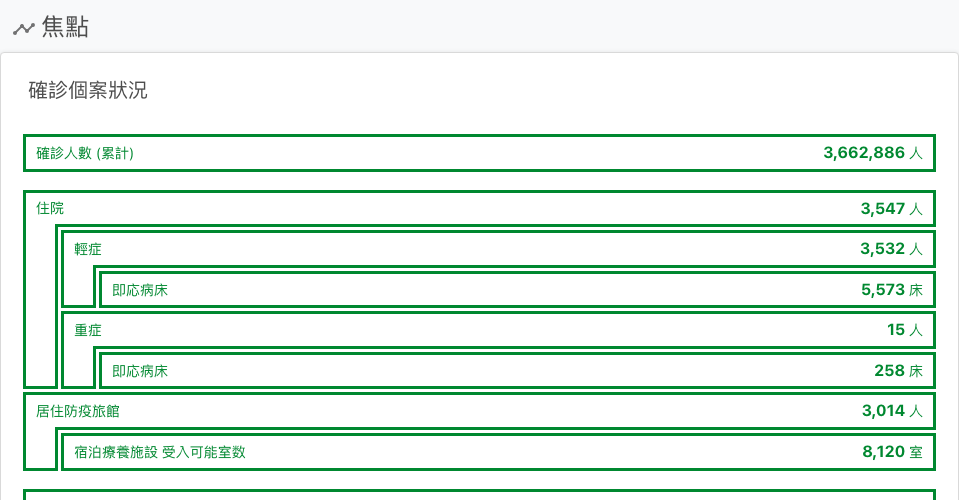 焦點
確診個案狀況
確診人數 (累計) 3,662,886 人
住院 3,547 人
輕症 3,532 人
即応病床 5,573 床
重症 15 人
即応病床 258 床
居住防疫旅館 3,014 人
宿泊療養施設 受入可能室数 8,120 室